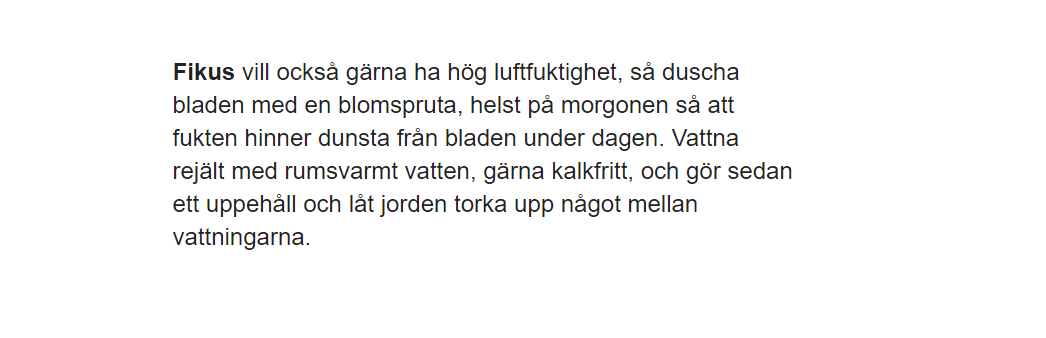 Fikus vill också gärna ha hög luftfuktighet, så duscha
bladen med en blomspruta, helst på morgonen så att
fukten hinner dunsta från bladen under dagen. Vattna
rejält med rumsvarmt vatten, gärna kalkfritt, och gör sedan
ett uppehåll och låt jorden torka upp något mellan
vattningarna.